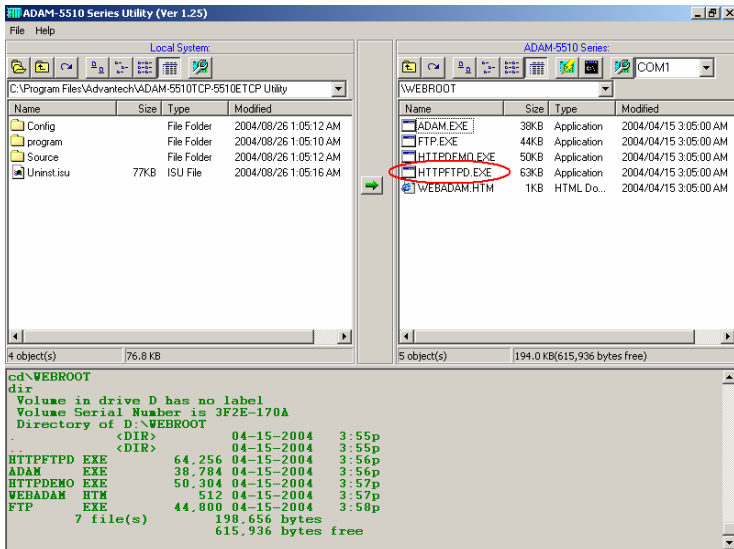 ADAM-5510 Series Utility (Ver 1.25)
File Help
Local System:
ADAM-5510 Series:
COM1
C:\Program Files\Advantech\ADAM-5510TCP-5510ETCP Utility
\WEBROOT
Name Size Type Modified
Config File Folder 2004/08/26 1:05:12 AM
program File Folder 2004/08/26 1:05:10 AM
Source File Folder 2004/08/26 1:05:12 AM
Uninst.isu 77KB ISU File 2004/08/26 1:05:16 AM
Name Size Type Modified
ADAM.EXE 38KB Application 2004/04/15 3:05:00 AM
FTP.EXE 44KB Application 2004/04/15 3:05:00 AM
HTTPDEMO.EXE 50KB Application 2004/04/15 3:05:00 AM
HTTPFTPD.EXE 63KB Application 2004/04/15 3:05:00 AM
WEBADAM.HTM 1KB HTML Do... 2004/04/15 3:05:00 AM
4 object(s) 76.8 KB
5 object(s) 194.0 KB(615,936 bytes free)
cd\WEBROOT
dir
Volume in drive D has no label
Volume Serial Number is 3F2E-170A
Directory of D:\WEBROOT
. <DIR> 04-15-2004 3:55p
.. <DIR> 04-15-2004 3:55p
HTTPFTPD EXE 64,256 04-15-2004 3:56p
ADAM EXE 38,784 04-15-2004 3:56p
HTTPDEMO EXE 50,304 04-15-2004 3:57p
WEBADAM HTM 512 04-15-2004 3:57p
FTP EXE 44,800 04-15-2004 3:58p
7 file(s) 198,656 bytes
615,936 bytes free